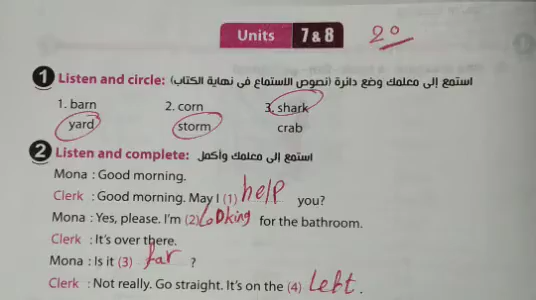 Units 7 & 8 20
1 Listen and circle: استمع إلى معلمك وضع دائرة (نصوص الاستماع فى نهاية الكتاب)
1. barn 2. corn 3. shark
yard storm crab
2 Listen and complete: استمع إلى معلمك وأكمل
Mona : Good morning.
Clerk : Good morning. May I (1) help you?
Mona : Yes, please. I'm (2) looking for the bathroom.
Clerk : It's over there.
Mona : Is it (3) far ?
Clerk : Not really. Go straight. It's on the (4) left .